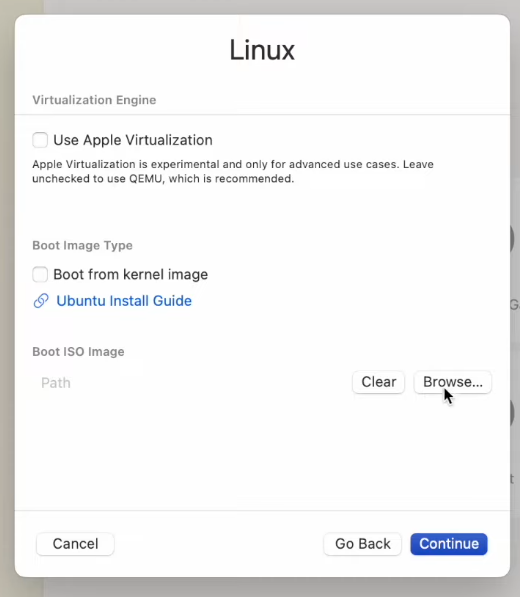 Linux
Virtualization Engine
Use Apple Virtualization
Apple Virtualization is experimental and only for advanced use cases. Leave
unchecked to use QEMU, which is recommended.
Boot Image Type
Boot from kernel image
Ubuntu Install Guide
Boot ISO Image
Path Clear Browse...
Cancel Go Back Continue